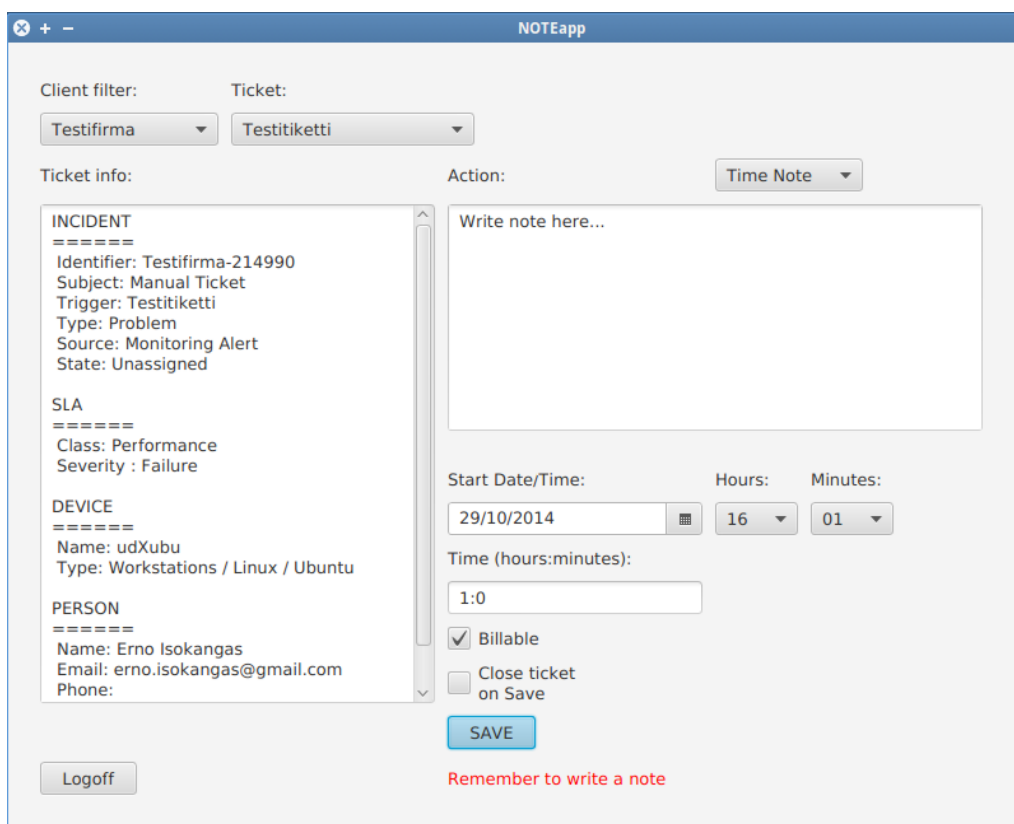 NOTEapp
Client filter: Ticket:
Testifirma Testitiketti
Ticket info:
INCIDENT
======
Identifier: Testifirma-214990
Subject: Manual Ticket
Trigger: Testitiketti
Type: Problem
Source: Monitoring Alert
State: Unassigned
SLA
======
Class: Performance
Severity : Failure
DEVICE
======
Name: udXubu
Type: Workstations / Linux / Ubuntu
PERSON
======
Name: Erno Isokangas
Email: erno.isokangas@gmail.com
Phone:
Logoff
Action: Time Note
Write note here...
Start Date/Time: Hours: Minutes:
29/10/2014 16 01
Time (hours:minutes):
1:0
Billable
Close ticket
on Save
SAVE
Remember to write a note